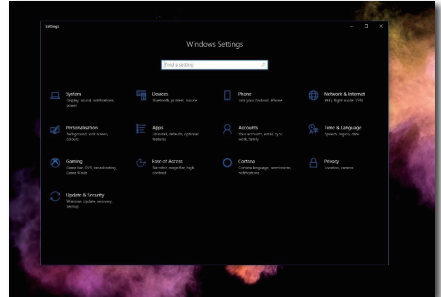 Settings
Windows Settings
Find a setting
System
Display, sound, notifications,
power
Devices
Bluetooth, printers, mouse
Phone
Link your Android, iPhone
Network & Internet
Wi-Fi, flight mode, VPN
Personalisation
Background, lock screen,
colours
Apps
Uninstall, defaults, optional
features
Accounts
Your accounts, email, sync,
work, family
Time & Language
Speech, region, date
Gaming
Game bar, DVR, broadcasting,
Game Mode
Ease of Access
Narrator, magnifier, high
contrast
Cortana
Cortana language, permissions,
notifications
Privacy
Location, camera
Update & Security
Windows Update, recovery,
backup